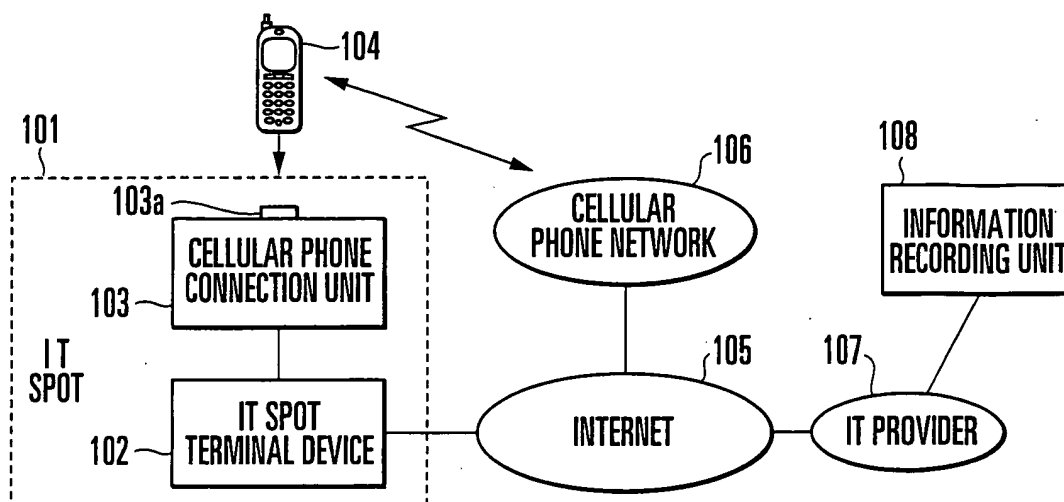 104
101
106
108
103a
CELLULAR PHONE
CONNECTION UNIT
103
CELLULAR
PHONE NETWORK
INFORMATION
RECORDING UNIT
IT
SPOT
105
107
IT SPOT
TERMINAL DEVICE
102
INTERNET
IT PROVIDER